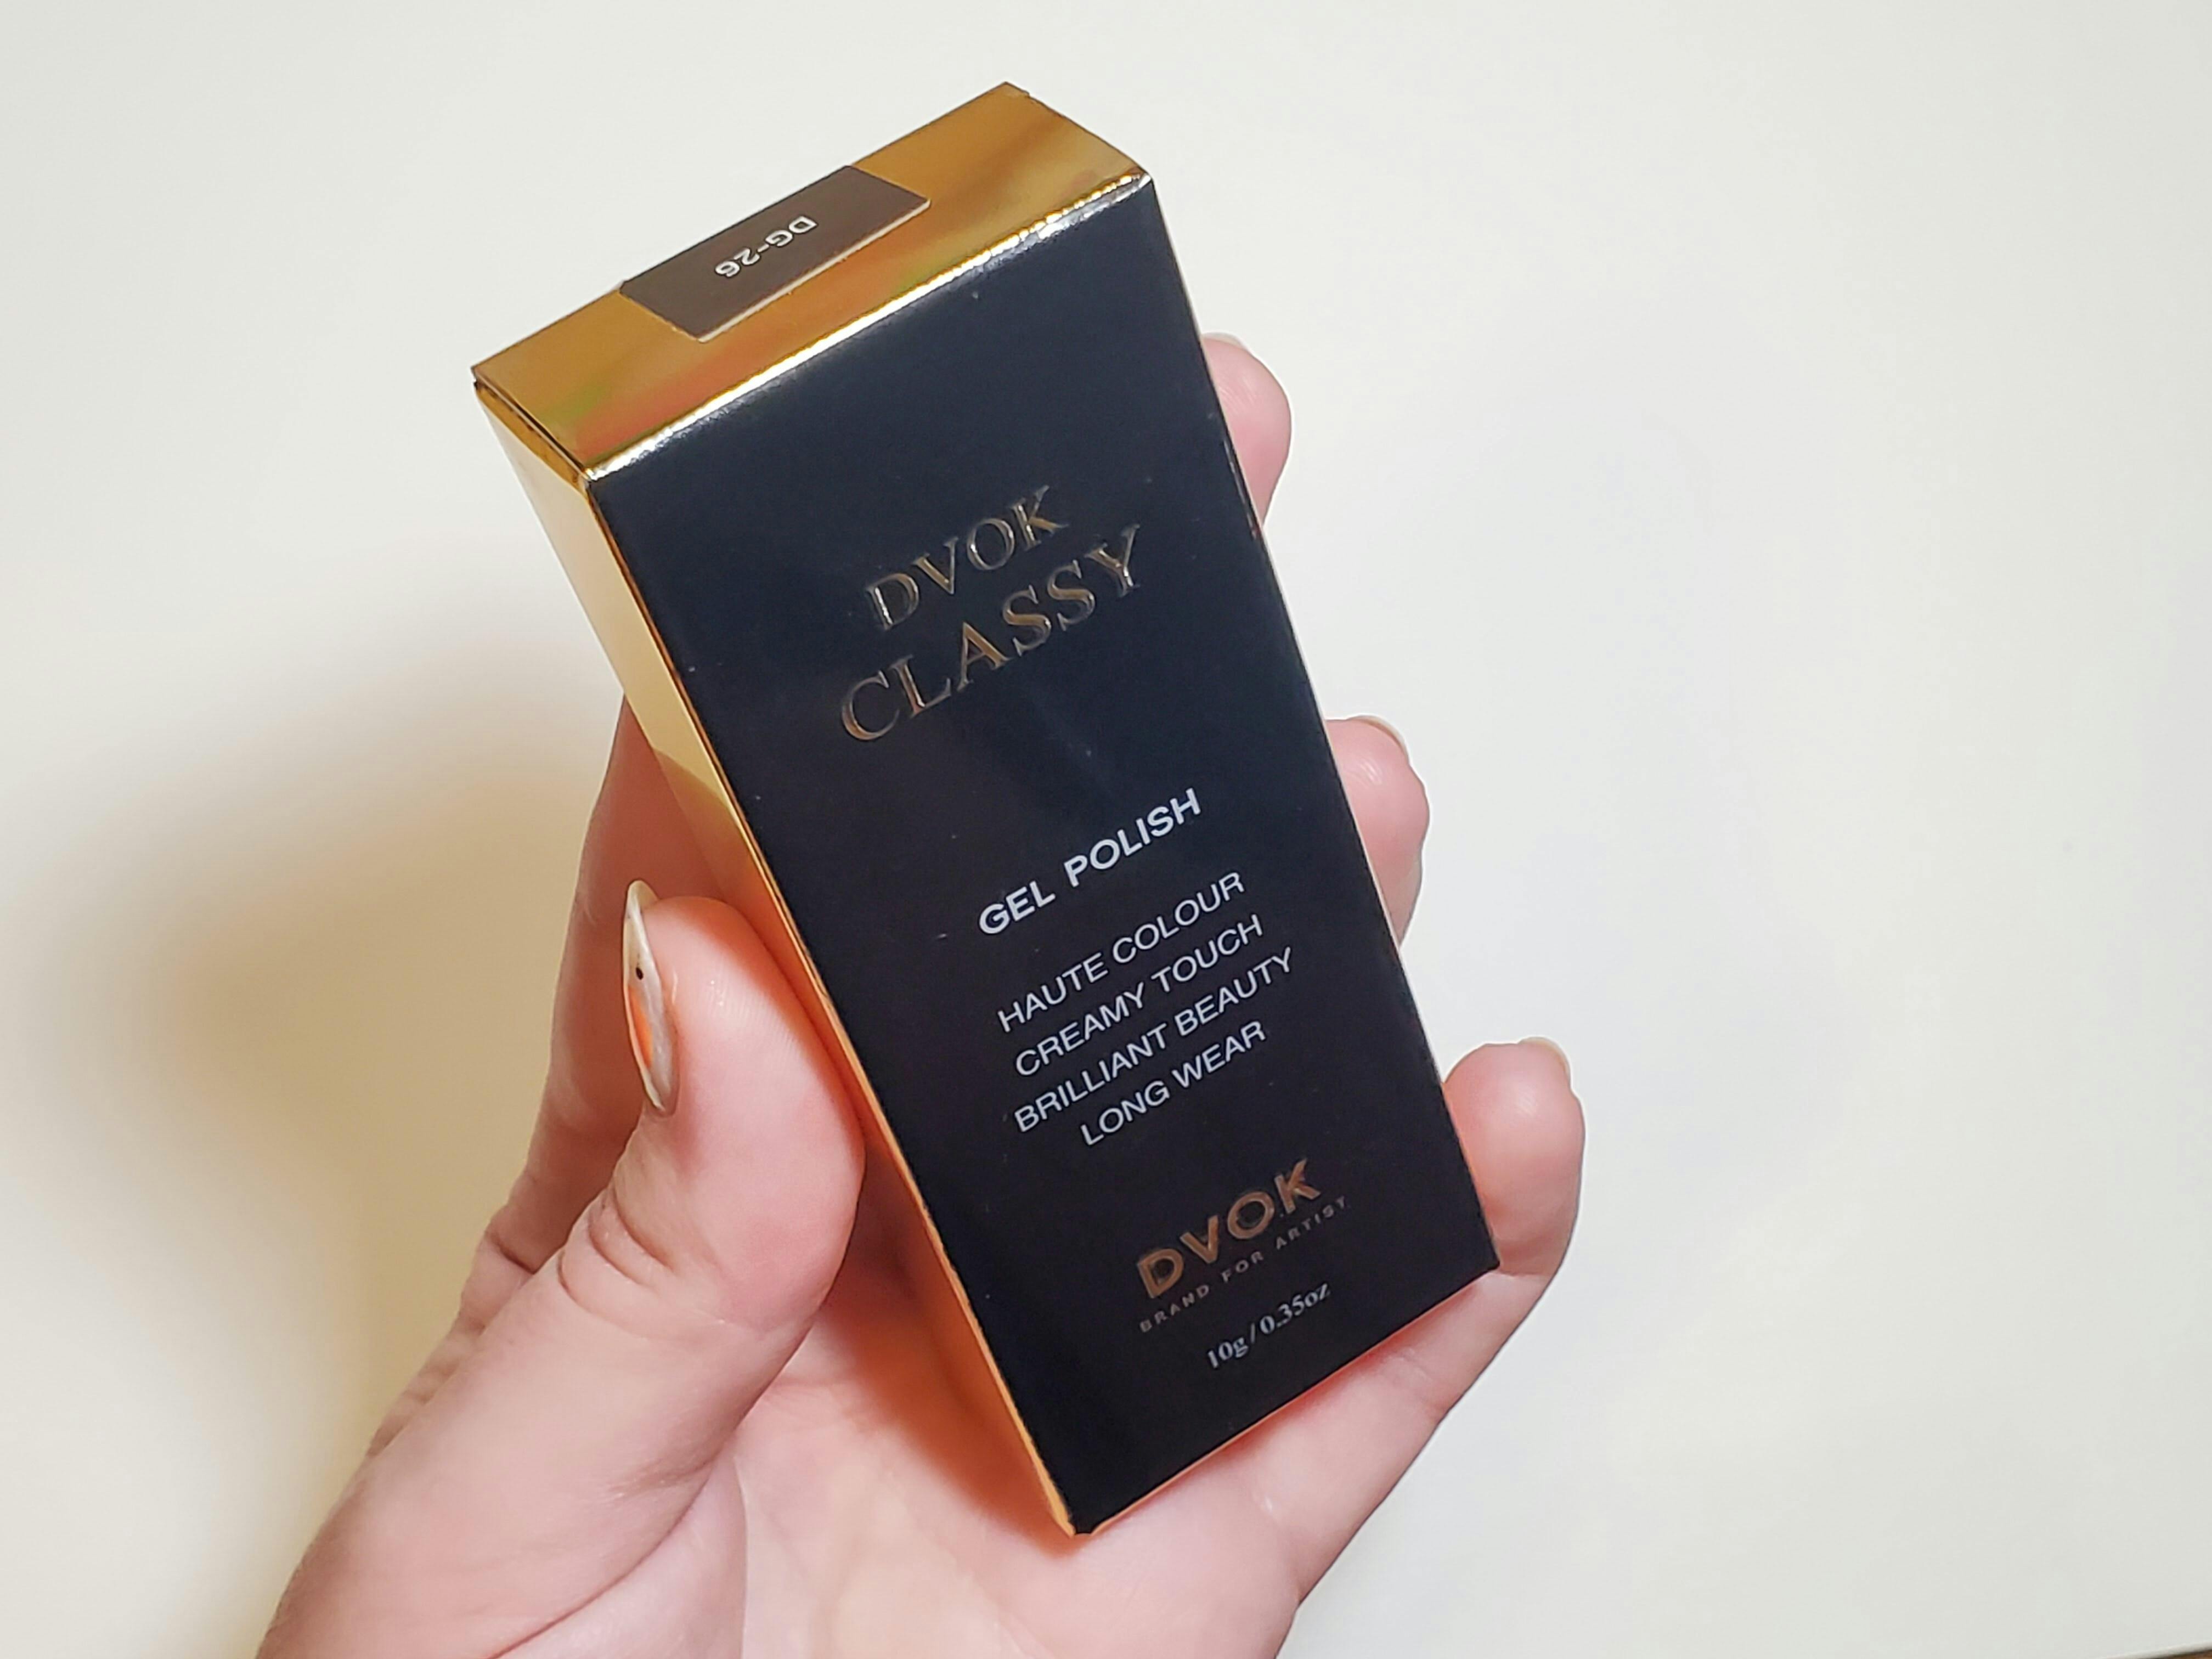 DG-26
DVOK
CLASSY
GEL POLISH
HAUTE COLOUR
CREAMY TOUCH
BRILLIANT BEAUTY
LONG WEAR
DVOK
BRAND FOR ARTIST
10g / 0.35oz